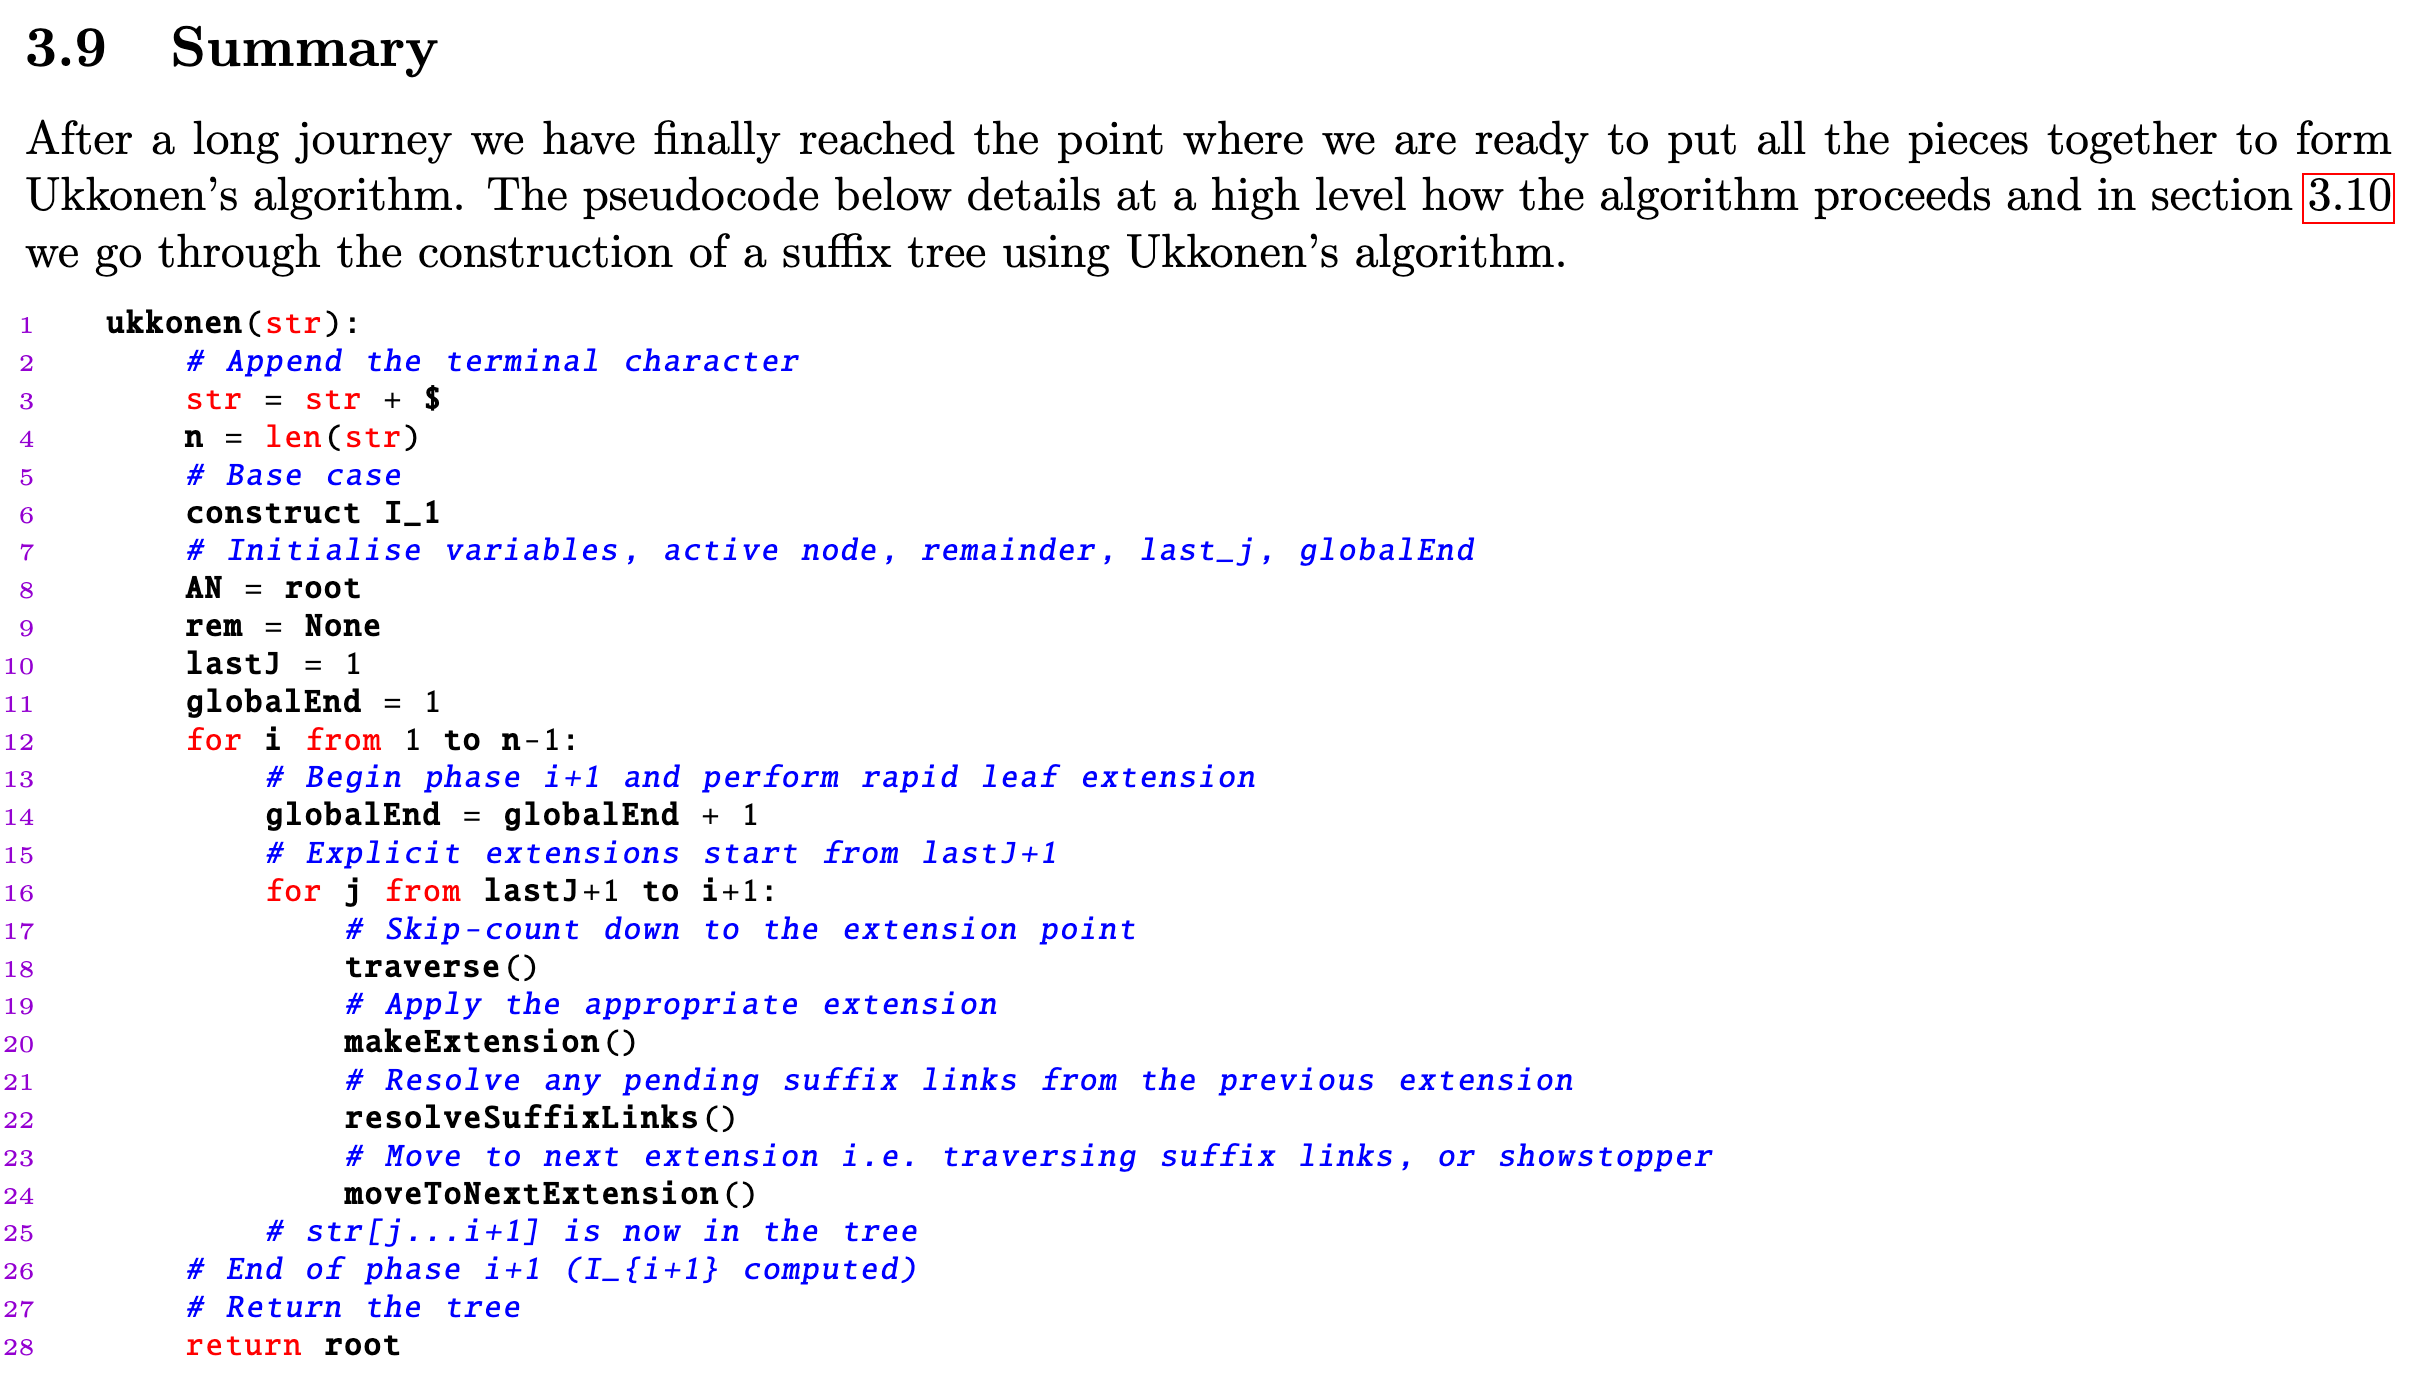 3.9 Summary
After a long journey we have finally reached the point where we are ready to put all the pieces together to form
Ukkonen's algorithm. The pseudocode below details at a high level how the algorithm proceeds and in section 3.10
we go through the construction of a suffix tree using Ukkonen's algorithm.
1 ukkonen(str):
2 # Append the terminal character
3 str = str + $
4 n = len(str)
5 # Base case
6 construct I_1
7 # Initialise variables, active node, remainder, last_j, globalEnd
8 AN = root
9 rem = None
10 lastJ = 1
11 globalEnd = 1
12 for i from 1 to n-1:
13 # Begin phase i+1 and perform rapid leaf extension
14 globalEnd = globalEnd + 1
15 # Explicit extensions start from lastJ+1
16 for j from lastJ+1 to i+1:
17 # Skip-count down to the extension point
18 traverse()
19 # Apply the appropriate extension
20 makeExtension()
21 # Resolve any pending suffix links from the previous extension
22 resolveSuffixLinks()
23 # Move to next extension i.e. traversing suffix links, or showstopper
24 moveToNextExtension()
25 # str[j...i+1] is now in the tree
26 # End of phase i+1 (I_{i+1} computed)
27 # Return the tree
28 return root